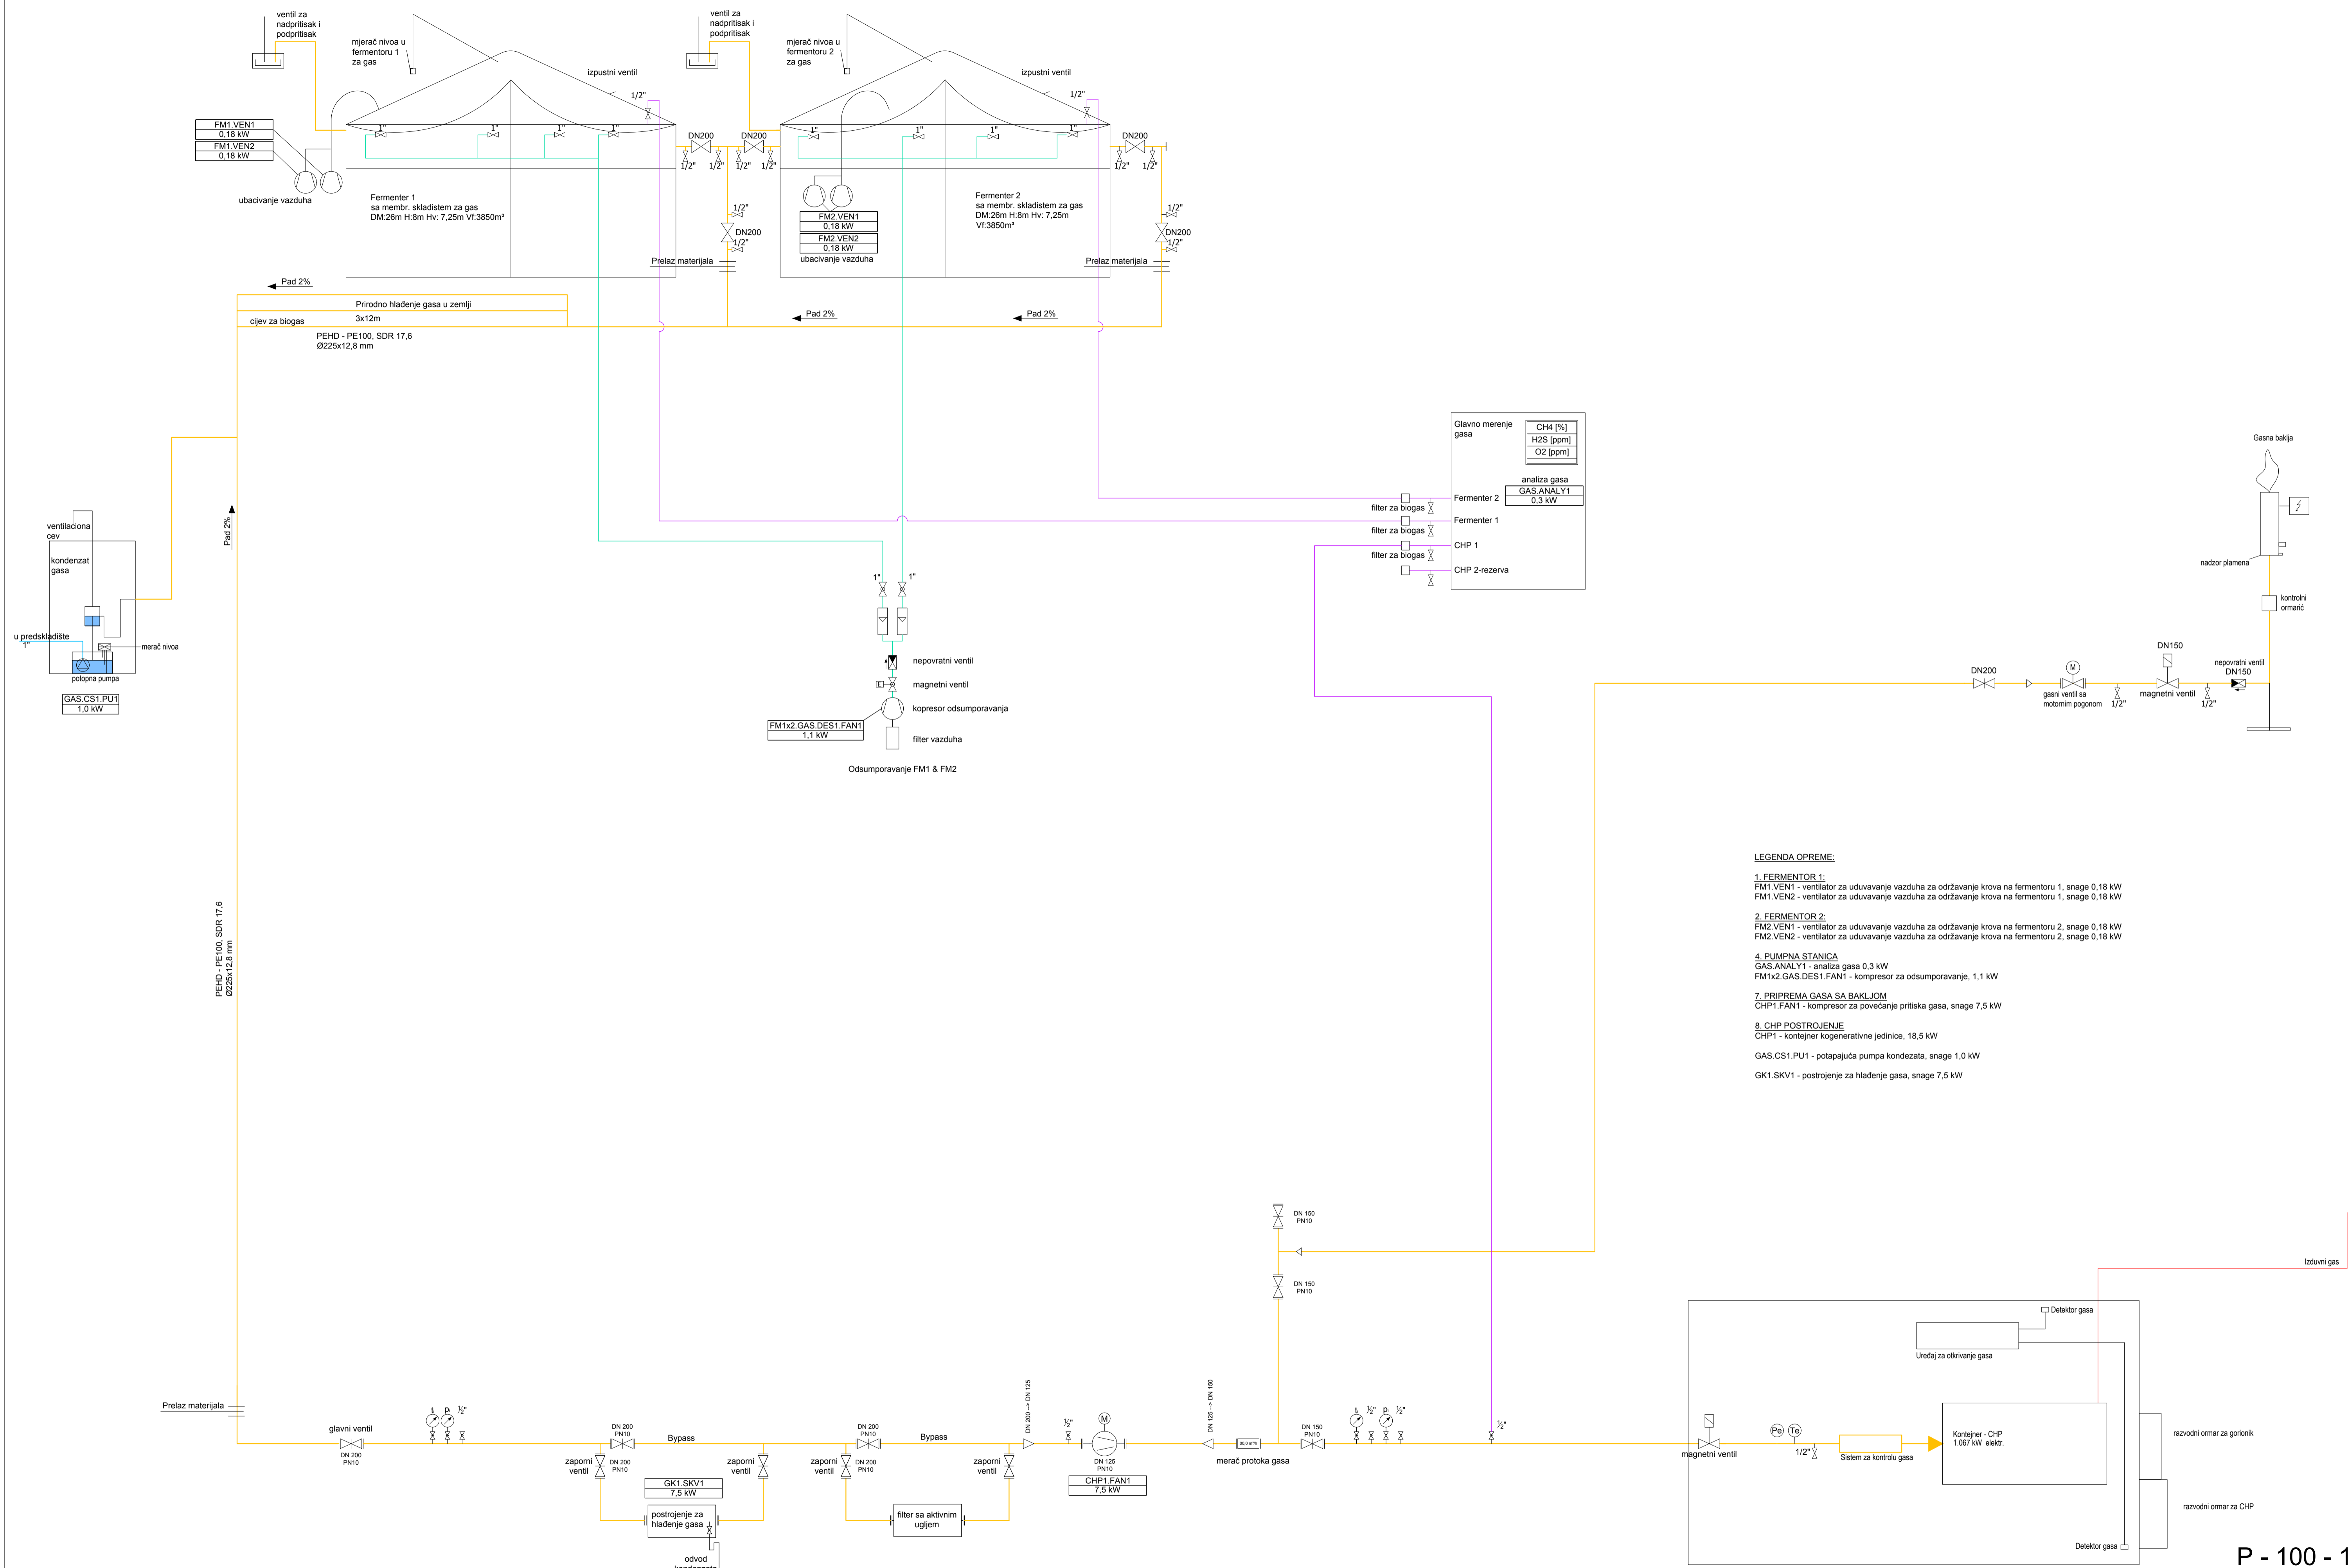 ventil za
nadpritisak i
podpritisak
mjerač nivoa u
fermentoru 1
za gas
izpustni ventil
1/2"
FM1.VEN1
0,18 kW
FM1.VEN2
0,18 kW
ubacivanje vazduha
1"
1"
1"
1"
Fermenter 1
sa membr. skladistem za gas
DM:26m H:8m Hv: 7,25m Vf:3850m³
DN200
DN200
1/2"
1/2"
1/2"
1/2"
1/2"
DN200
1/2"
Prelaz materijala
ventil za
nadpritisak i
podpritisak
mjerač nivoa u
fermentoru 2
za gas
izpustni ventil
1/2"
1"
1"
1"
1"
FM2.VEN1
0,18 kW
FM2.VEN2
0,18 kW
ubacivanje vazduha
Fermenter 2
sa membr. skladistem za gas
DM:26m H:8m Hv: 7,25m
Vf:3850m³
DN200
1/2"
1/2"
1/2"
DN200
1/2"
Prelaz materijala
Pad 2%
Prirodno hlađenje gasa u zemlji
3x12m
cijev za biogas
Pad 2%
Pad 2%
PEHD - PE100, SDR 17,6
Ø225x12,8 mm
Pad 2%
ventilaciona
cev
kondenzat
gasa
u predskladište
1"
merač nivoa
potopna pumpa
GAS.CS1.PU1
1,0 kW
Glavno merenje
gasa
CH4 [%]
H2S [ppm]
O2 [ppm]
analiza gasa
GAS.ANALY1
0,3 kW
Fermenter 2
filter za biogas
Fermenter 1
filter za biogas
CHP 1
filter za biogas
CHP 2-rezerva
1"
1"
nepovratni ventil
magnetni ventil
kopresor odsumporavanja
FM1x2.GAS.DES1.FAN1
1,1 kW
filter vazduha
Odsumporavanje FM1 & FM2
Gasna baklja
nadzor plamena
kontrolni
ormarić
DN200
M
gasni ventil sa
motornim pogonom
1/2"
DN150
magnetni ventil
1/2"
nepovratni ventil
DN150
LEGENDA OPREME:
1. FERMENTOR 1:
FM1.VEN1 - ventilator za uduvavanje vazduha za održavanje krova na fermentoru 1, snage 0,18 kW
FM1.VEN2 - ventilator za uduvavanje vazduha za održavanje krova na fermentoru 1, snage 0,18 kW
2. FERMENTOR 2:
FM2.VEN1 - ventilator za uduvavanje vazduha za održavanje krova na fermentoru 2, snage 0,18 kW
FM2.VEN2 - ventilator za uduvavanje vazduha za održavanje krova na fermentoru 2, snage 0,18 kW
4. PUMPNA STANICA
GAS.ANALY1 - analiza gasa 0,3 kW
FM1x2.GAS.DES1.FAN1 - kompresor za odsumporavanje, 1,1 kW
7. PRIPREMA GASA SA BAKLJOM
CHP1.FAN1 - kompresor za povećanje pritiska gasa, snage 7,5 kW
8. CHP POSTROJENJE
CHP1 - kontejner kogenerativne jedinice, 18,5 kW
GAS.CS1.PU1 - potapajuća pumpa kondezata, snage 1,0 kW
GK1.SKV1 - postrojenje za hlađenje gasa, snage 7,5 kW
PEHD - PE100, SDR 17,6
Ø225x12,8 mm
Prelaz materijala
glavni ventil
DN 200
PN10
t
p
½"
DN 200
PN10
Bypass
zaporni
ventil
DN 200
PN10
zaporni
ventil
GK1.SKV1
7,5 kW
postrojenje za
hlađenje gasa
odvod
DN 200
PN10
Bypass
zaporni
ventil
DN 200
PN10
zaporni
ventil
filter sa aktivnim
ugljem
DN 200 --> DN 125
½"
M
DN 125
PN10
CHP1.FAN1
7,5 kW
DN 125 --> DN 150
merač protoka gasa
DN 150
PN10
DN 150
PN10
DN 150
PN10
t
½"
p
½"
½"
Izduvni gas
Detektor gasa
Uređaj za otkrivanje gasa
magnetni ventil
Pe
Te
1/2"
Sistem za kontrolu gasa
Kontejner - CHP
1.067 kW elektr.
razvodni ormar za gorionik
razvodni ormar za CHP
Detektor gasa
P - 100 - 1